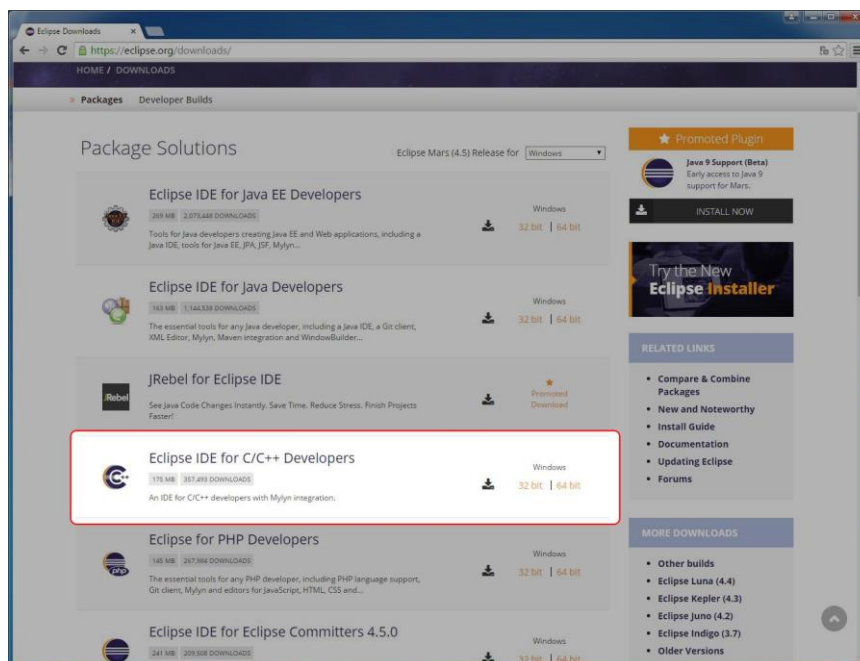 Eclipse Downloads
https://eclipse.org/downloads/
HOME / DOWNLOADS
Packages Developer Builds
Package Solutions
Eclipse Mars (4.5) Release for Windows
Eclipse IDE for Java EE Developers
269 MB 2,073,448 DOWNLOADS
Tools for Java developers creating Java EE and Web applications, including a
Java IDE, tools for Java EE, JPA, JSF, Mylyn...
Windows
32 bit | 64 bit
Eclipse IDE for Java Developers
163 MB 1,144,538 DOWNLOADS
The essential tools for any Java developer, including a Java IDE, a Git client,
XML Editor, Mylyn, Maven integration and WindowBuilder...
Windows
32 bit | 64 bit
JRebel
JRebel for Eclipse IDE
See Java Code Changes Instantly. Save Time. Reduce Stress. Finish Projects
Faster!
Promoted
Download
C++
Eclipse IDE for C/C++ Developers
175 MB 357,493 DOWNLOADS
An IDE for C/C++ developers with Mylyn integration.
Windows
32 bit | 64 bit
php
Eclipse for PHP Developers
145 MB 267,984 DOWNLOADS
The essential tools for any PHP developer, including PHP language support,
Git client, Mylyn and editors for JavaScript, HTML, CSS and...
Windows
32 bit | 64 bit
Eclipse IDE for Eclipse Committers 4.5.0
241 MB 209,508 DOWNLOADS
Windows
32 bit | 64 bit
Promoted Plugin
Java 9 Support (Beta)
Early access to Java 9
support for Mars.
INSTALL NOW
Try the New
Eclipse Installer
RELATED LINKS
Compare & Combine
Packages
New and Noteworthy
Install Guide
Documentation
Updating Eclipse
Forums
MORE DOWNLOADS
Other builds
Eclipse Luna (4.4)
Eclipse Kepler (4.3)
Eclipse Juno (4.2)
Eclipse Indigo (3.7)
Older Versions